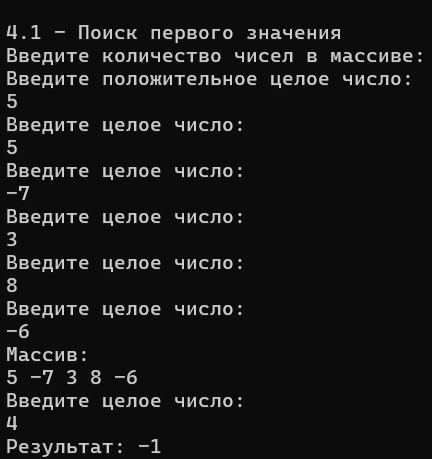 4.1 - Поиск первого значения
Введите количество чисел в массиве:
Введите положительное целое число:
5
Введите целое число:
5
Введите целое число:
-7
Введите целое число:
3
Введите целое число:
8
Введите целое число:
-6
Массив:
5 -7 3 8 -6
Введите целое число:
4
Результат: -1